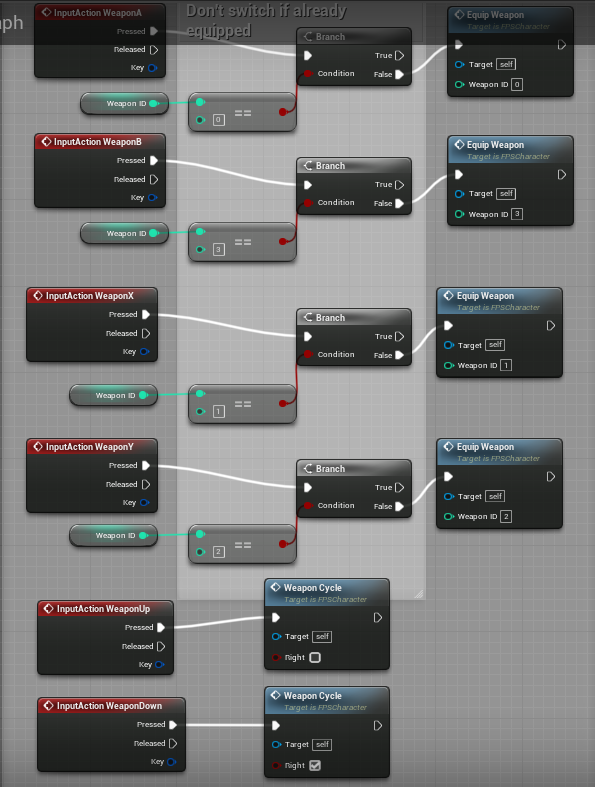 aph
Don't switch if already
equipped
InputAction WeaponA
Pressed
Released
Key
Weapon ID
0
==
Branch
True
Condition
False
Equip Weapon
Target is FPSCharacter
Target self
Weapon ID 0
InputAction WeaponB
Pressed
Released
Key
Weapon ID
3
==
Branch
True
Condition
False
Equip Weapon
Target is FPSCharacter
Target self
Weapon ID 3
InputAction WeaponX
Pressed
Released
Key
Weapon ID
1
==
Branch
True
Condition
False
Equip Weapon
Target is FPSCharacter
Target self
Weapon ID 1
InputAction WeaponY
Pressed
Released
Key
Weapon ID
2
==
Branch
True
Condition
False
Equip Weapon
Target is FPSCharacter
Target self
Weapon ID 2
InputAction WeaponUp
Pressed
Released
Key
Weapon Cycle
Target is FPSCharacter
Target self
Right
InputAction WeaponDown
Pressed
Released
Key
Weapon Cycle
Target is FPSCharacter
Target self
Right